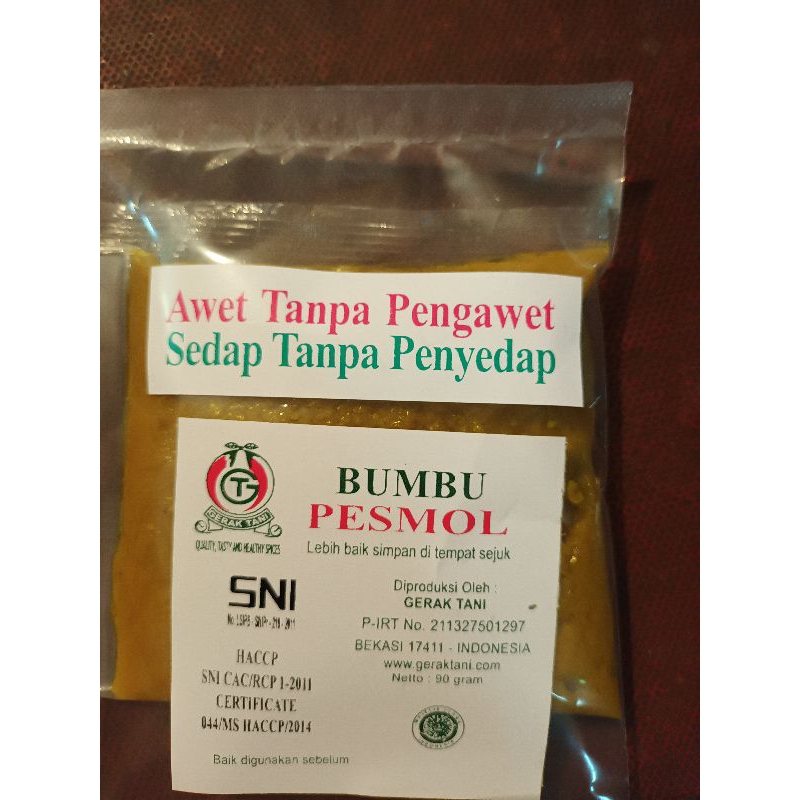 Awet Tanpa Pengawet
Sedap Tanpa Penyedap
GERAK TANI
QUALITY, TASTY AND HEALTHY SPICES
BUMBU
PESMOL
Lebih baik simpan di tempat sejuk
SNI
HACCP
SNI CAC/RCP 1-2011
CERTIFICATE
044/MS HACCP/2014
Diproduksi Oleh :
GERAK TANI
P-IRT No. 211327501297
BEKASI 17411 - INDONESIA
www.geraktani.com
Netto : 90 gram
Baik digunakan sebelum